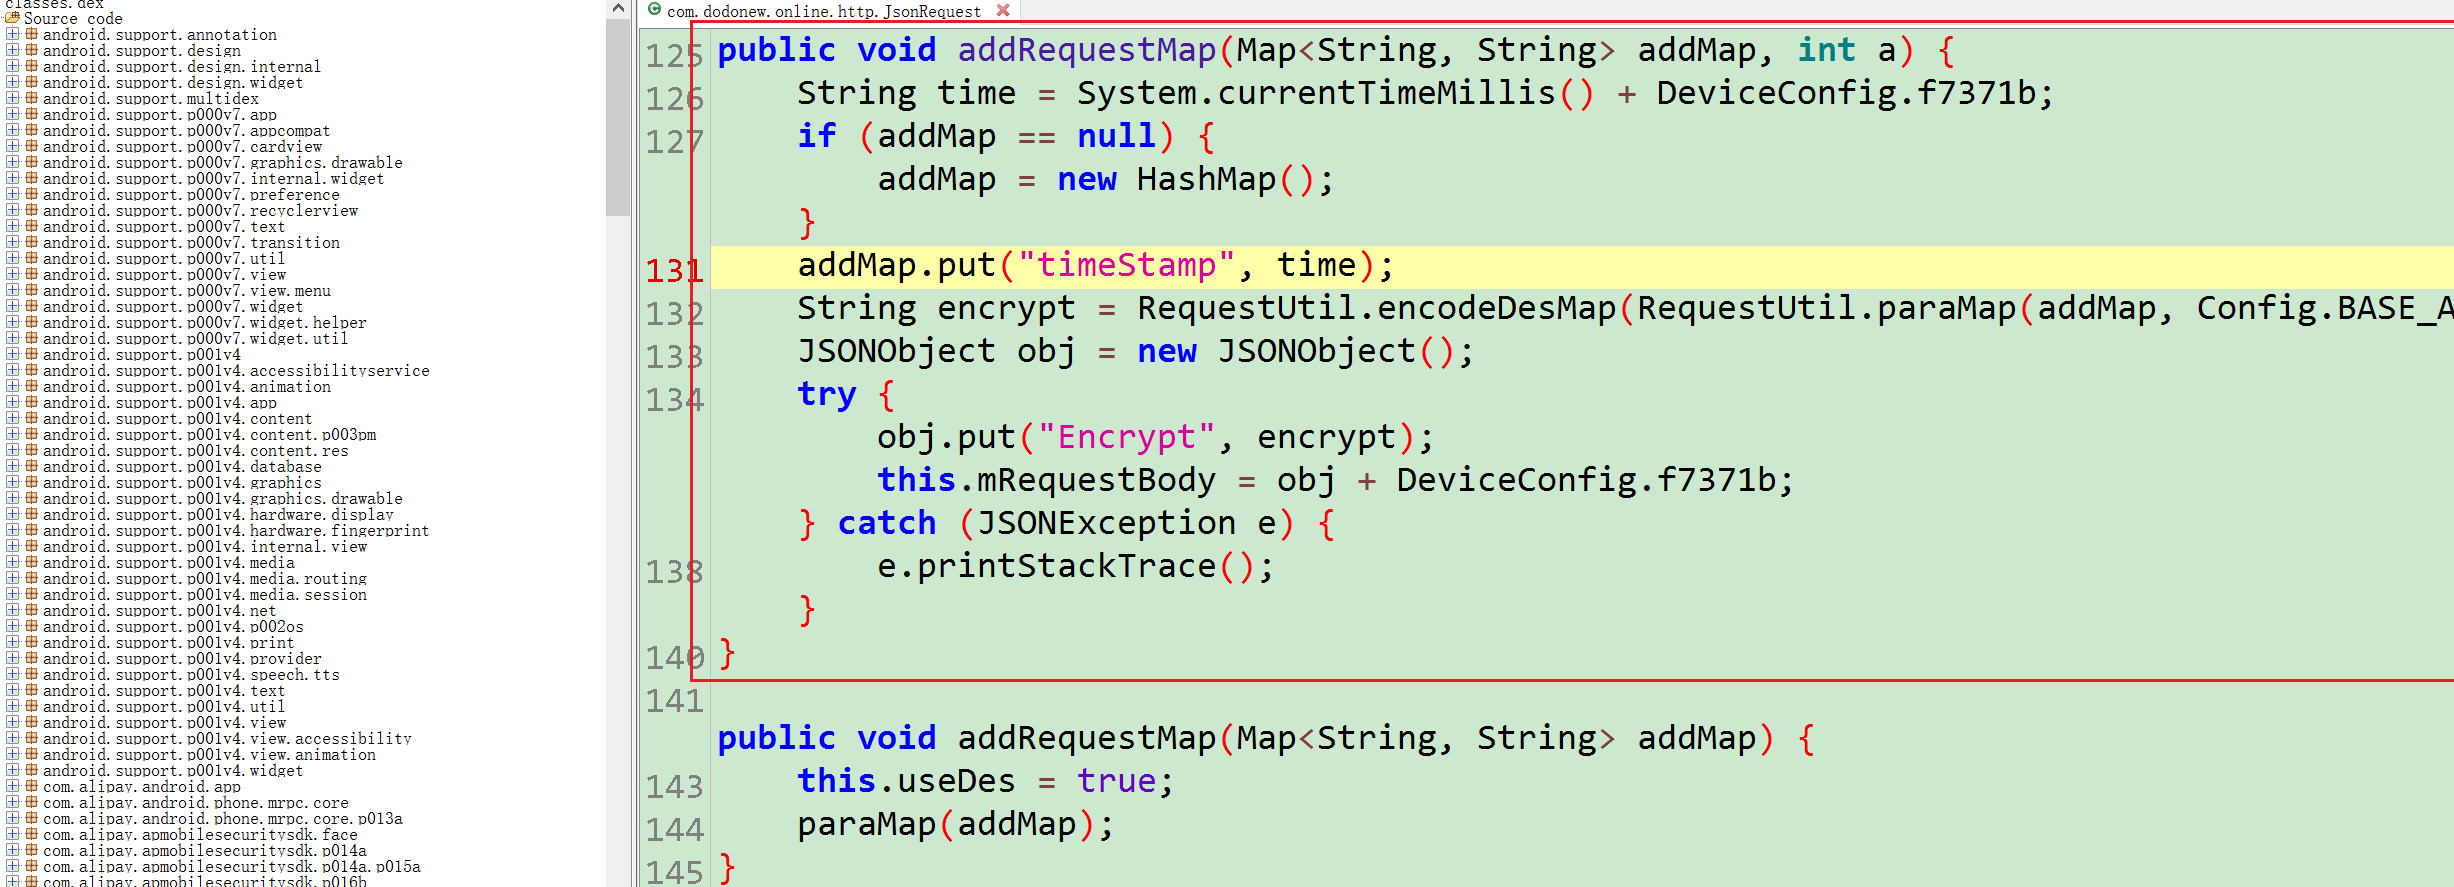 classes.dex
Source code
android.support.annotation
android.support.design
android.support.design.internal
android.support.design.widget
android.support.multidex
android.support.p000v7.app
android.support.p000v7.appcompat
android.support.p000v7.cardview
android.support.p000v7.graphics.drawable
android.support.p000v7.internal.widget
android.support.p000v7.preference
android.support.p000v7.recyclerview
android.support.p000v7.text
android.support.p000v7.transition
android.support.p000v7.util
android.support.p000v7.view
android.support.p000v7.view.menu
android.support.p000v7.widget
android.support.p000v7.widget.helper
android.support.p000v7.widget.util
android.support.p001v4
android.support.p001v4.accessibilityservice
android.support.p001v4.animation
android.support.p001v4.app
android.support.p001v4.content
android.support.p001v4.content.p003pm
android.support.p001v4.content.res
android.support.p001v4.database
android.support.p001v4.graphics
android.support.p001v4.graphics.drawable
android.support.p001v4.hardware.display
android.support.p001v4.hardware.fingerprint
android.support.p001v4.internal.view
android.support.p001v4.media
android.support.p001v4.media.routing
android.support.p001v4.media.session
android.support.p001v4.net
android.support.p001v4.p002os
android.support.p001v4.print
android.support.p001v4.provider
android.support.p001v4.speech.tts
android.support.p001v4.text
android.support.p001v4.util
android.support.p001v4.view
android.support.p001v4.view.accessibility
android.support.p001v4.view.animation
android.support.p001v4.widget
com.alipay.android.app
com.alipay.android.phone.mrpc.core
com.alipay.android.phone.mrpc.core.p013a
com.alipay.apmobilesecuritysdk.face
com.alipay.apmobilesecuritysdk.p014a
com.alipay.apmobilesecuritysdk.p014a.p015a
com.alipay.apmobilesecuritysdk.p016b
com.dodonew.online.http.JsonRequest
125 public void addRequestMap(Map<String, String> addMap, int a) {
126 String time = System.currentTimeMillis() + DeviceConfig.f7371b;
127 if (addMap == null) {
addMap = new HashMap();
}
131 addMap.put("timeStamp", time);
132 String encrypt = RequestUtil.encodeDesMap(RequestUtil.paraMap(addMap, Config.BASE_A
133 JSONObject obj = new JSONObject();
134 try {
obj.put("Encrypt", encrypt);
this.mRequestBody = obj + DeviceConfig.f7371b;
} catch (JSONException e) {
138 e.printStackTrace();
}
140 }
141
public void addRequestMap(Map<String, String> addMap) {
143 this.useDes = true;
144 paraMap(addMap);
145 }